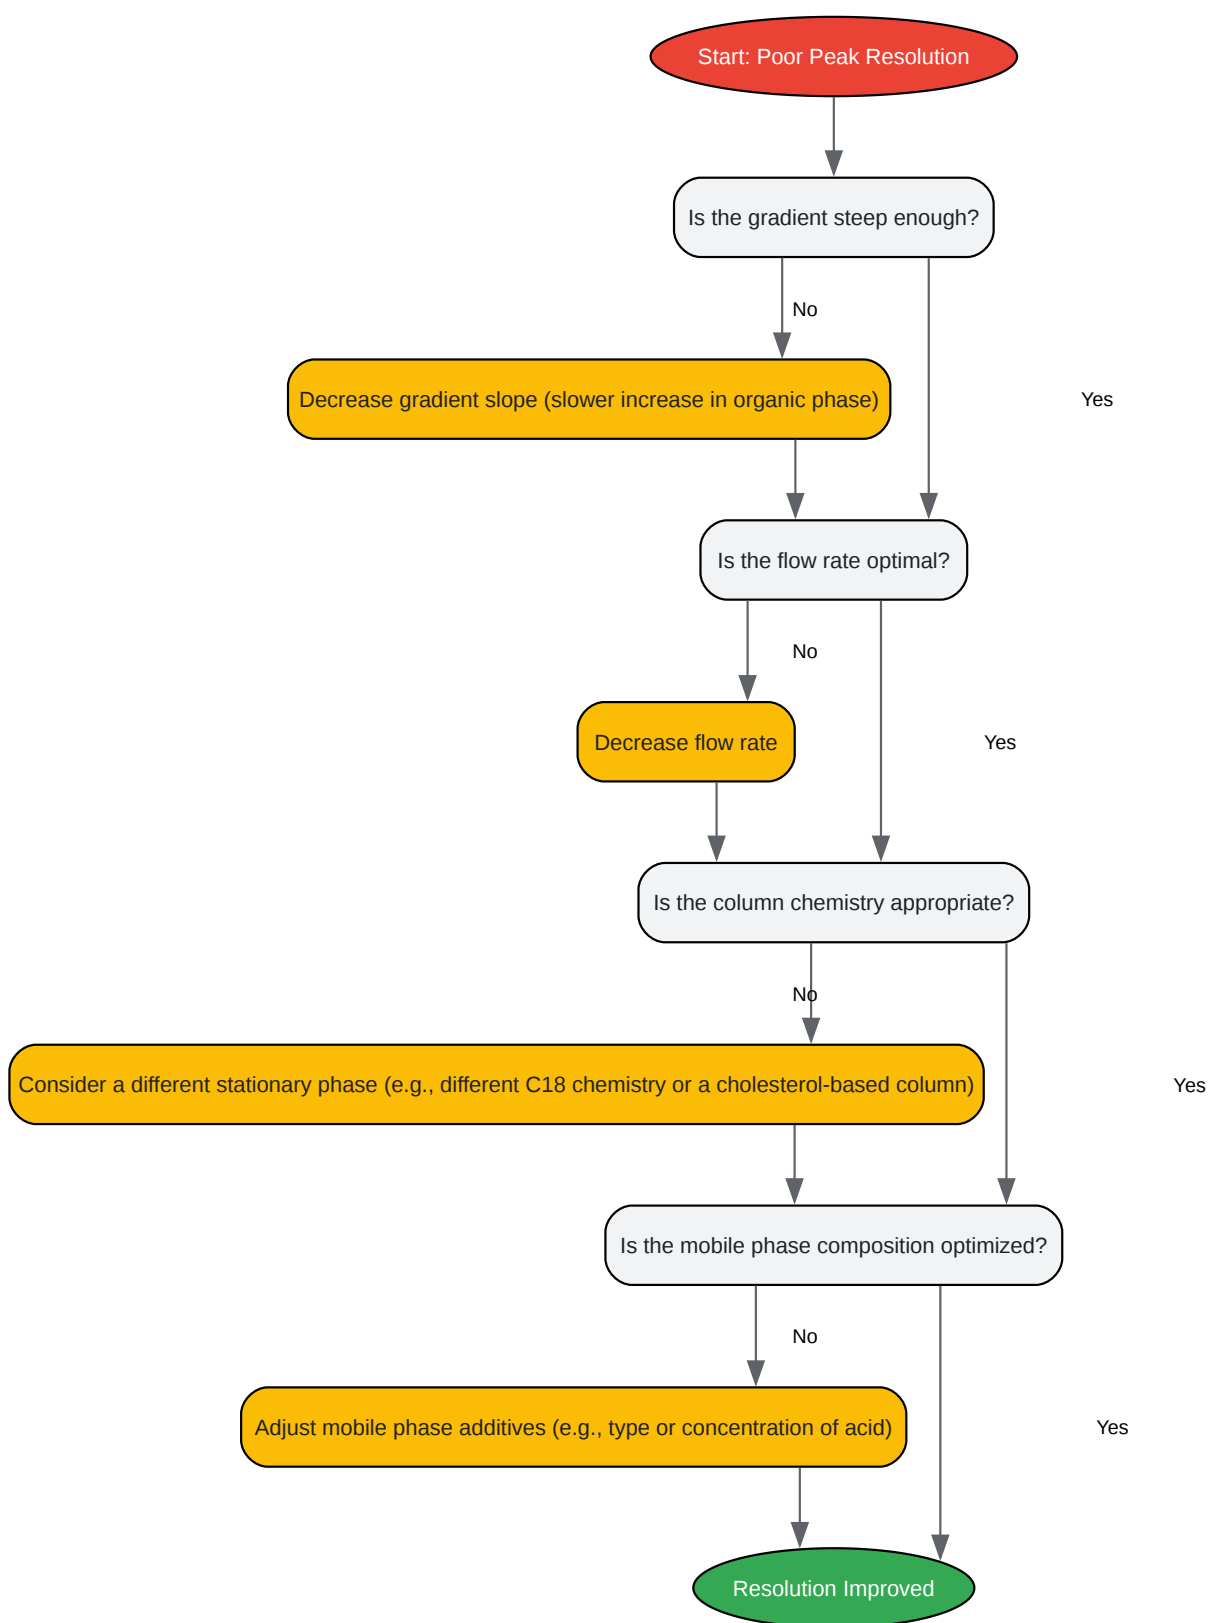 Start: Poor Peak Resolution
Is the gradient steep enough?
No
Decrease gradient slope (slower increase in organic phase)
Yes
Is the flow rate optimal?
No
Decrease flow rate
Yes
Is the column chemistry appropriate?
No
Consider a different stationary phase (e.g., different C18 chemistry or a cholesterol-based column)
Yes
Is the mobile phase composition optimized?
No
Adjust mobile phase additives (e.g., type or concentration of acid)
Yes
Resolution Improved